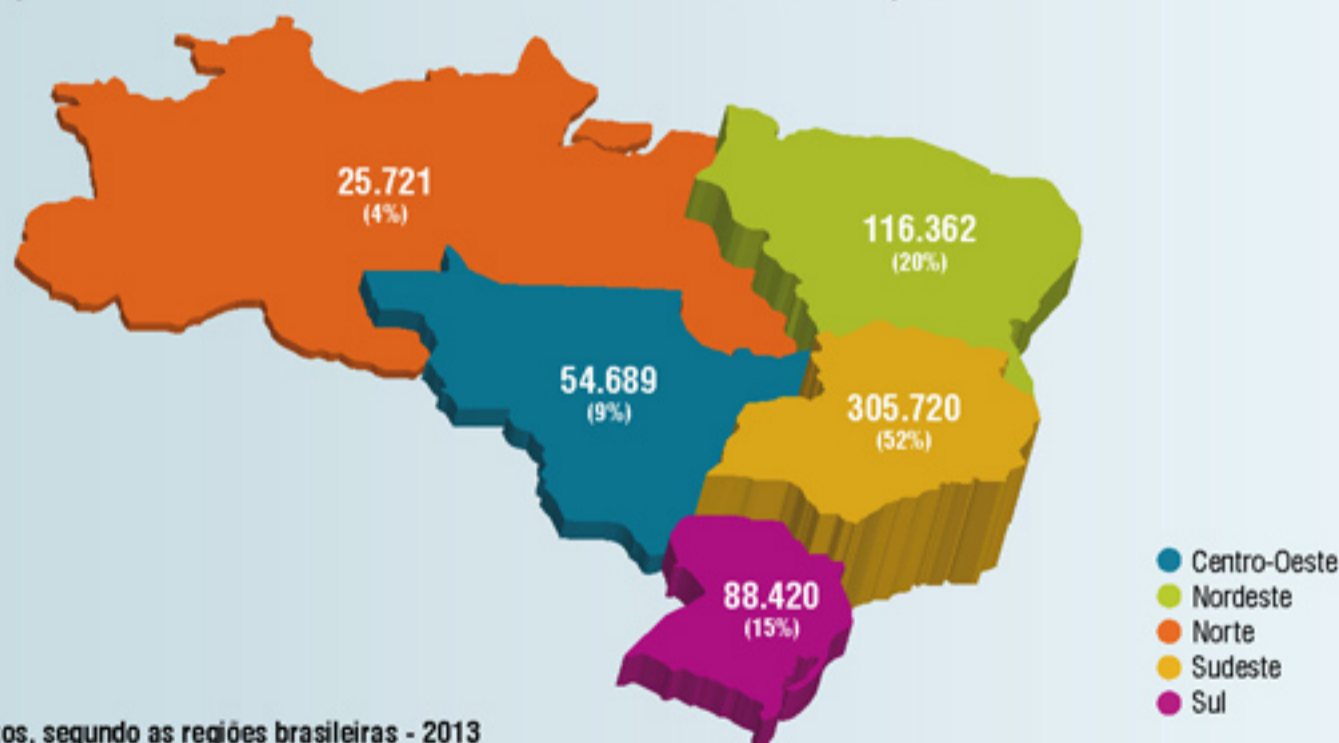 25.721
(4%)
116.362
(20%)
54.689
(9%)
305.720
(52%)
88.420
(15%)
Centro-Oeste
Nordeste
Norte
Sudeste
Sul
segundo as regiões brasileiras - 2013